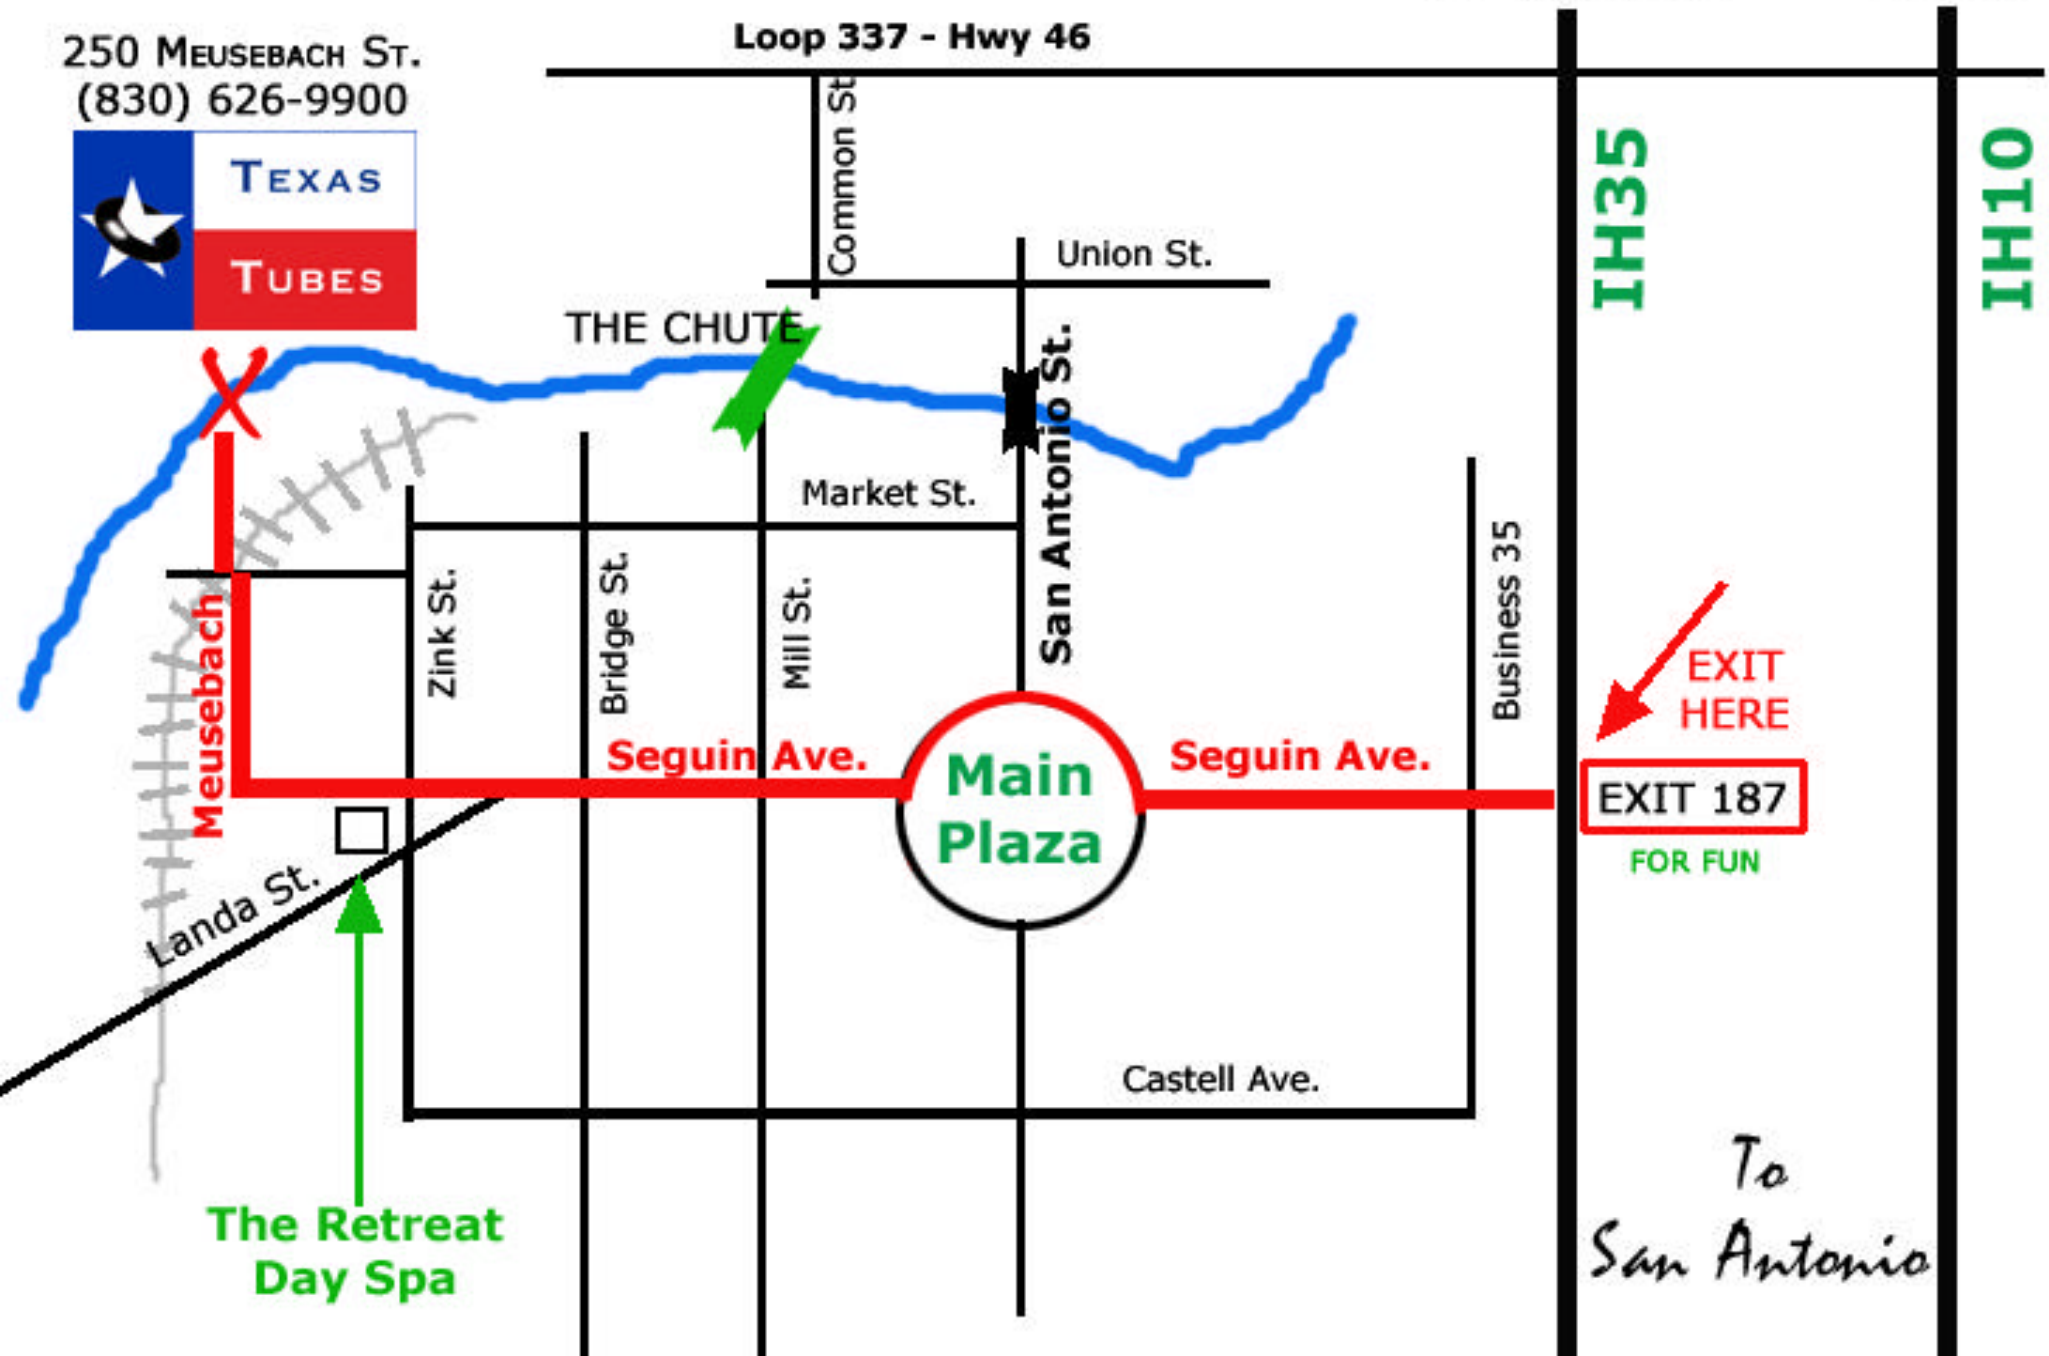 250 Meusebach St.
(830) 626-9900
TEXAS
TUBES
Loop 337 - Hwy 46
Common St
Union St.
IH35
IH10
THE CHUTE
San Antonio St.
Market St.
Business 35
Meusebach
Zink St.
Bridge St.
Mill St.
EXIT
HERE
Seguin Ave.
Main
Plaza
Seguin Ave.
EXIT 187
FOR FUN
Landa St.
Castell Ave.
The Retreat
Day Spa
To
San Antonio